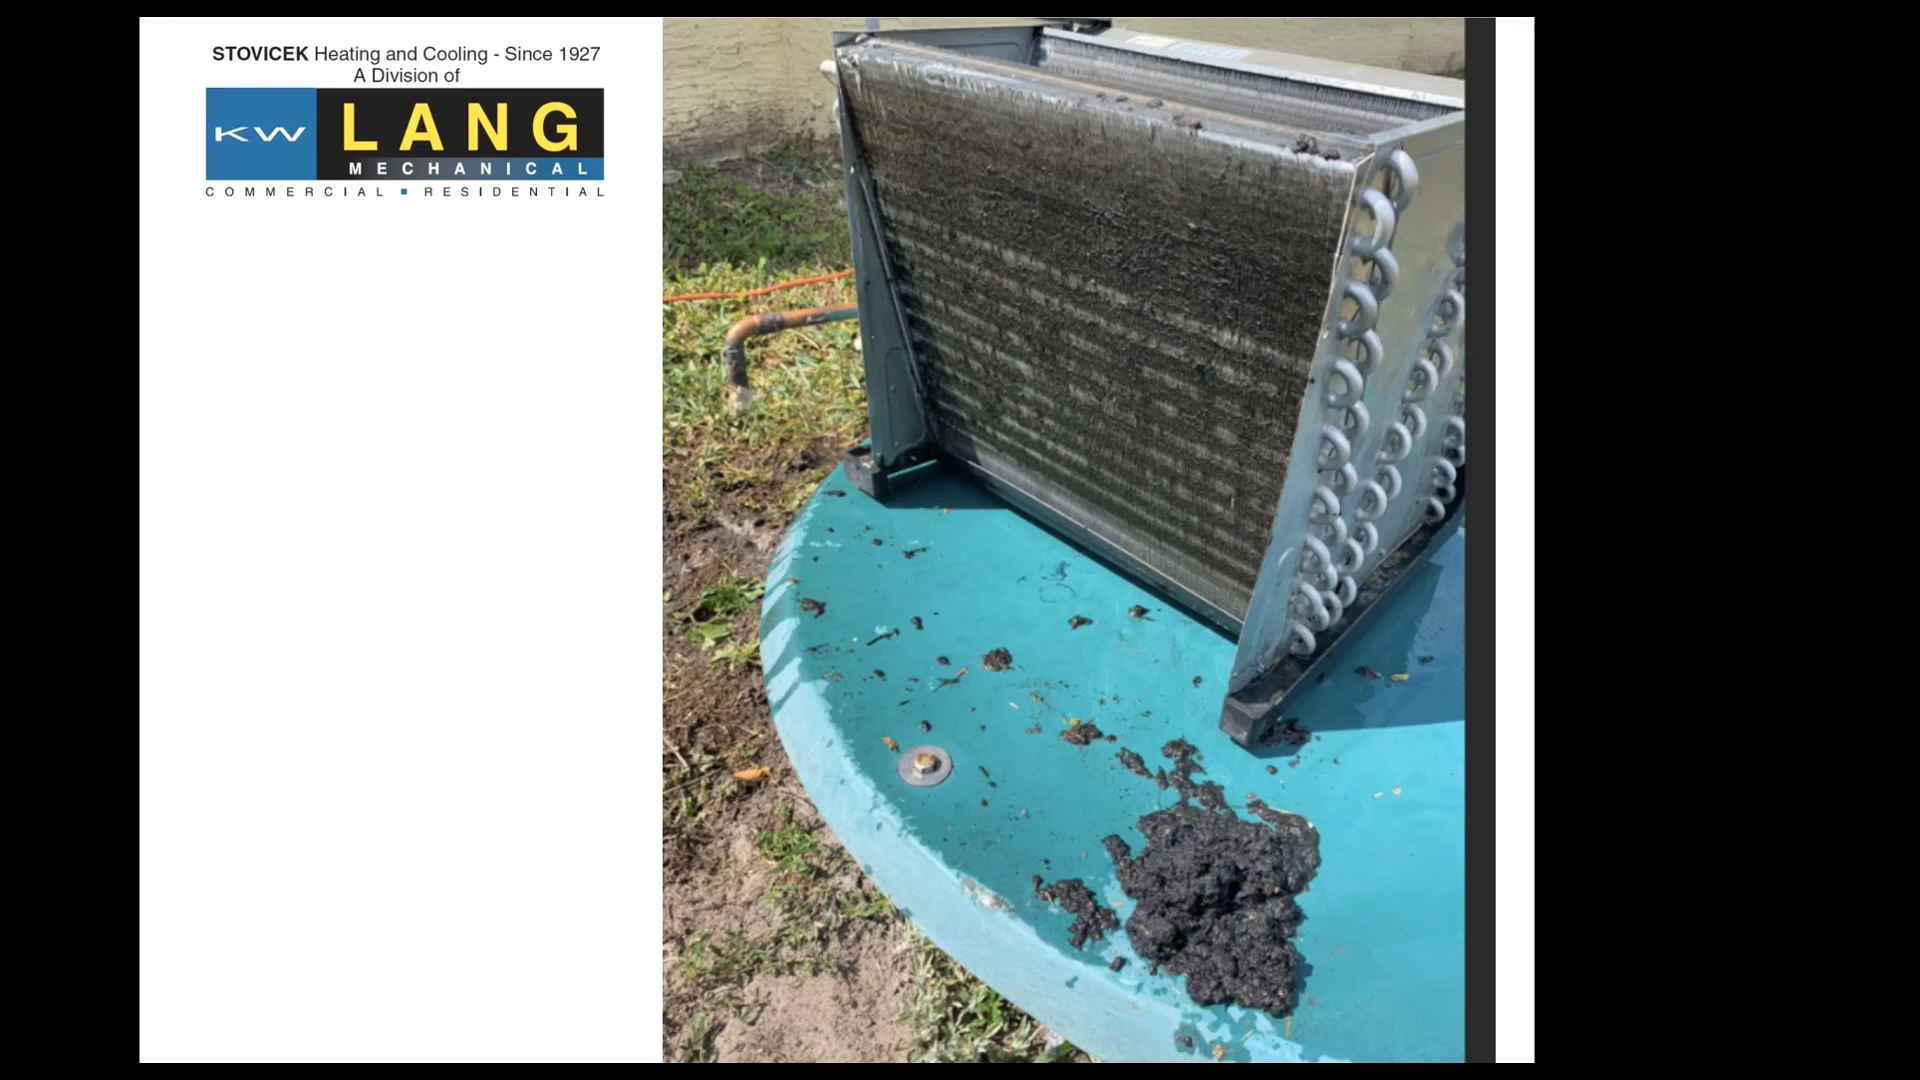 STOVICEK Heating and Cooling - Since 1927
A Division of
KW LANG
MECHANICAL
COMMERCIAL ▪ RESIDENTIAL